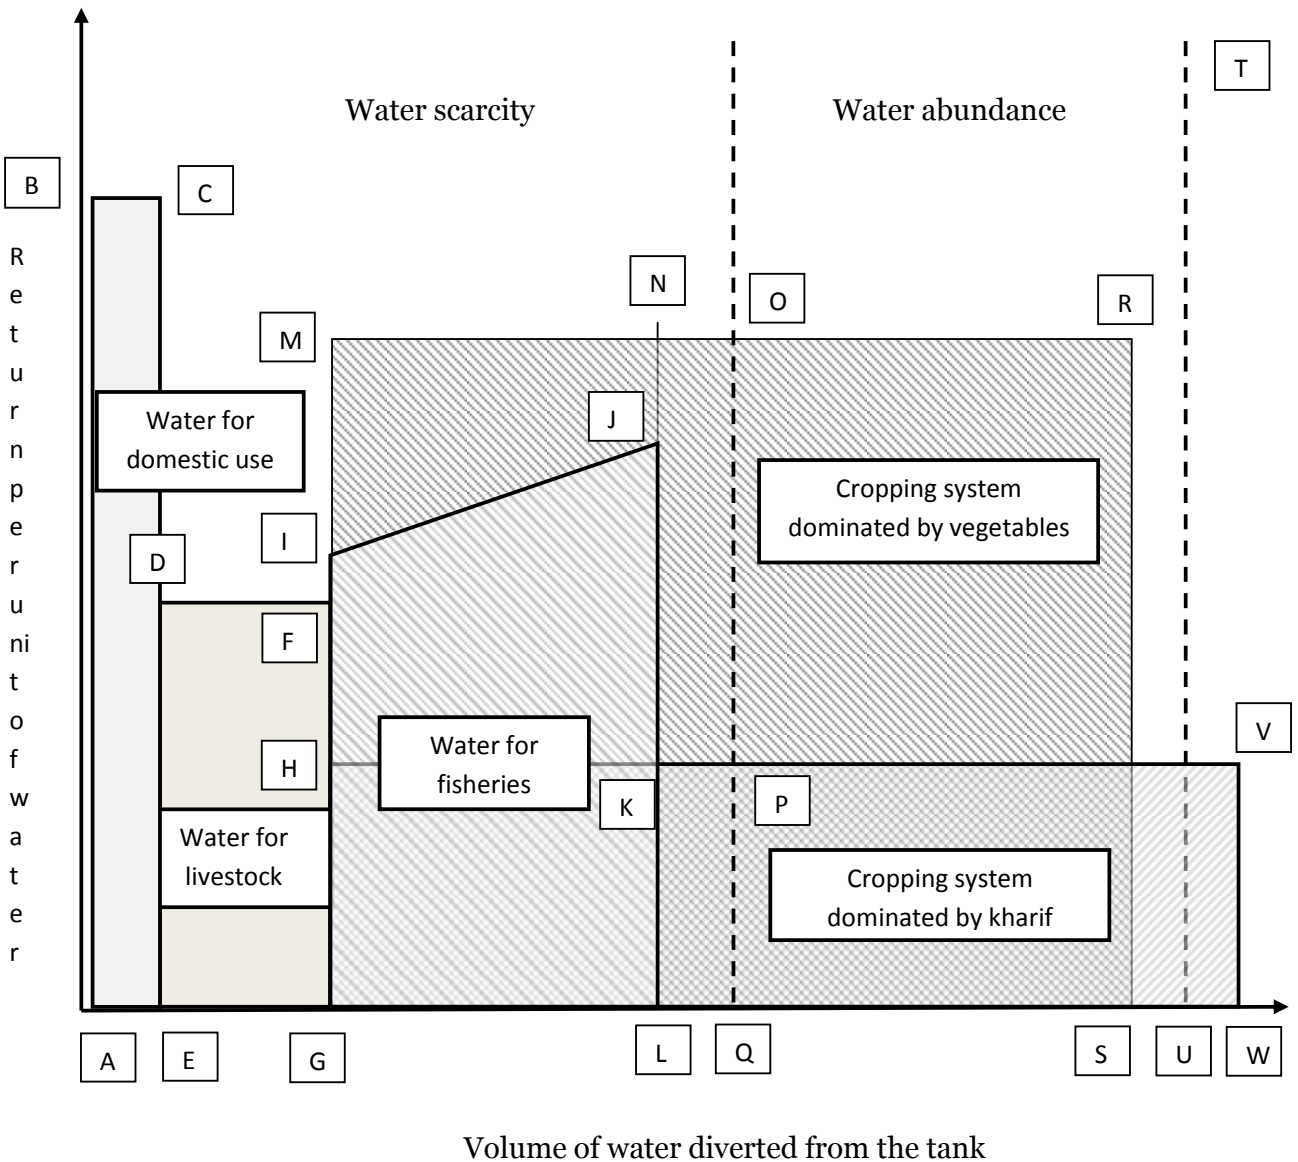 T
Water scarcity
Water abundance
B
C
R
e
t
u
r
n
p
e
r
u
ni
t
o
f
w
a
t
e
r
N
O
R
M
J
Water for
domestic use
I
D
Cropping system
dominated by vegetables
F
H
Water for
fisheries
V
K
P
Water for
livestock
Cropping system
dominated by kharif
A
E
G
L
Q
S
U
W
Volume of water diverted from the tank